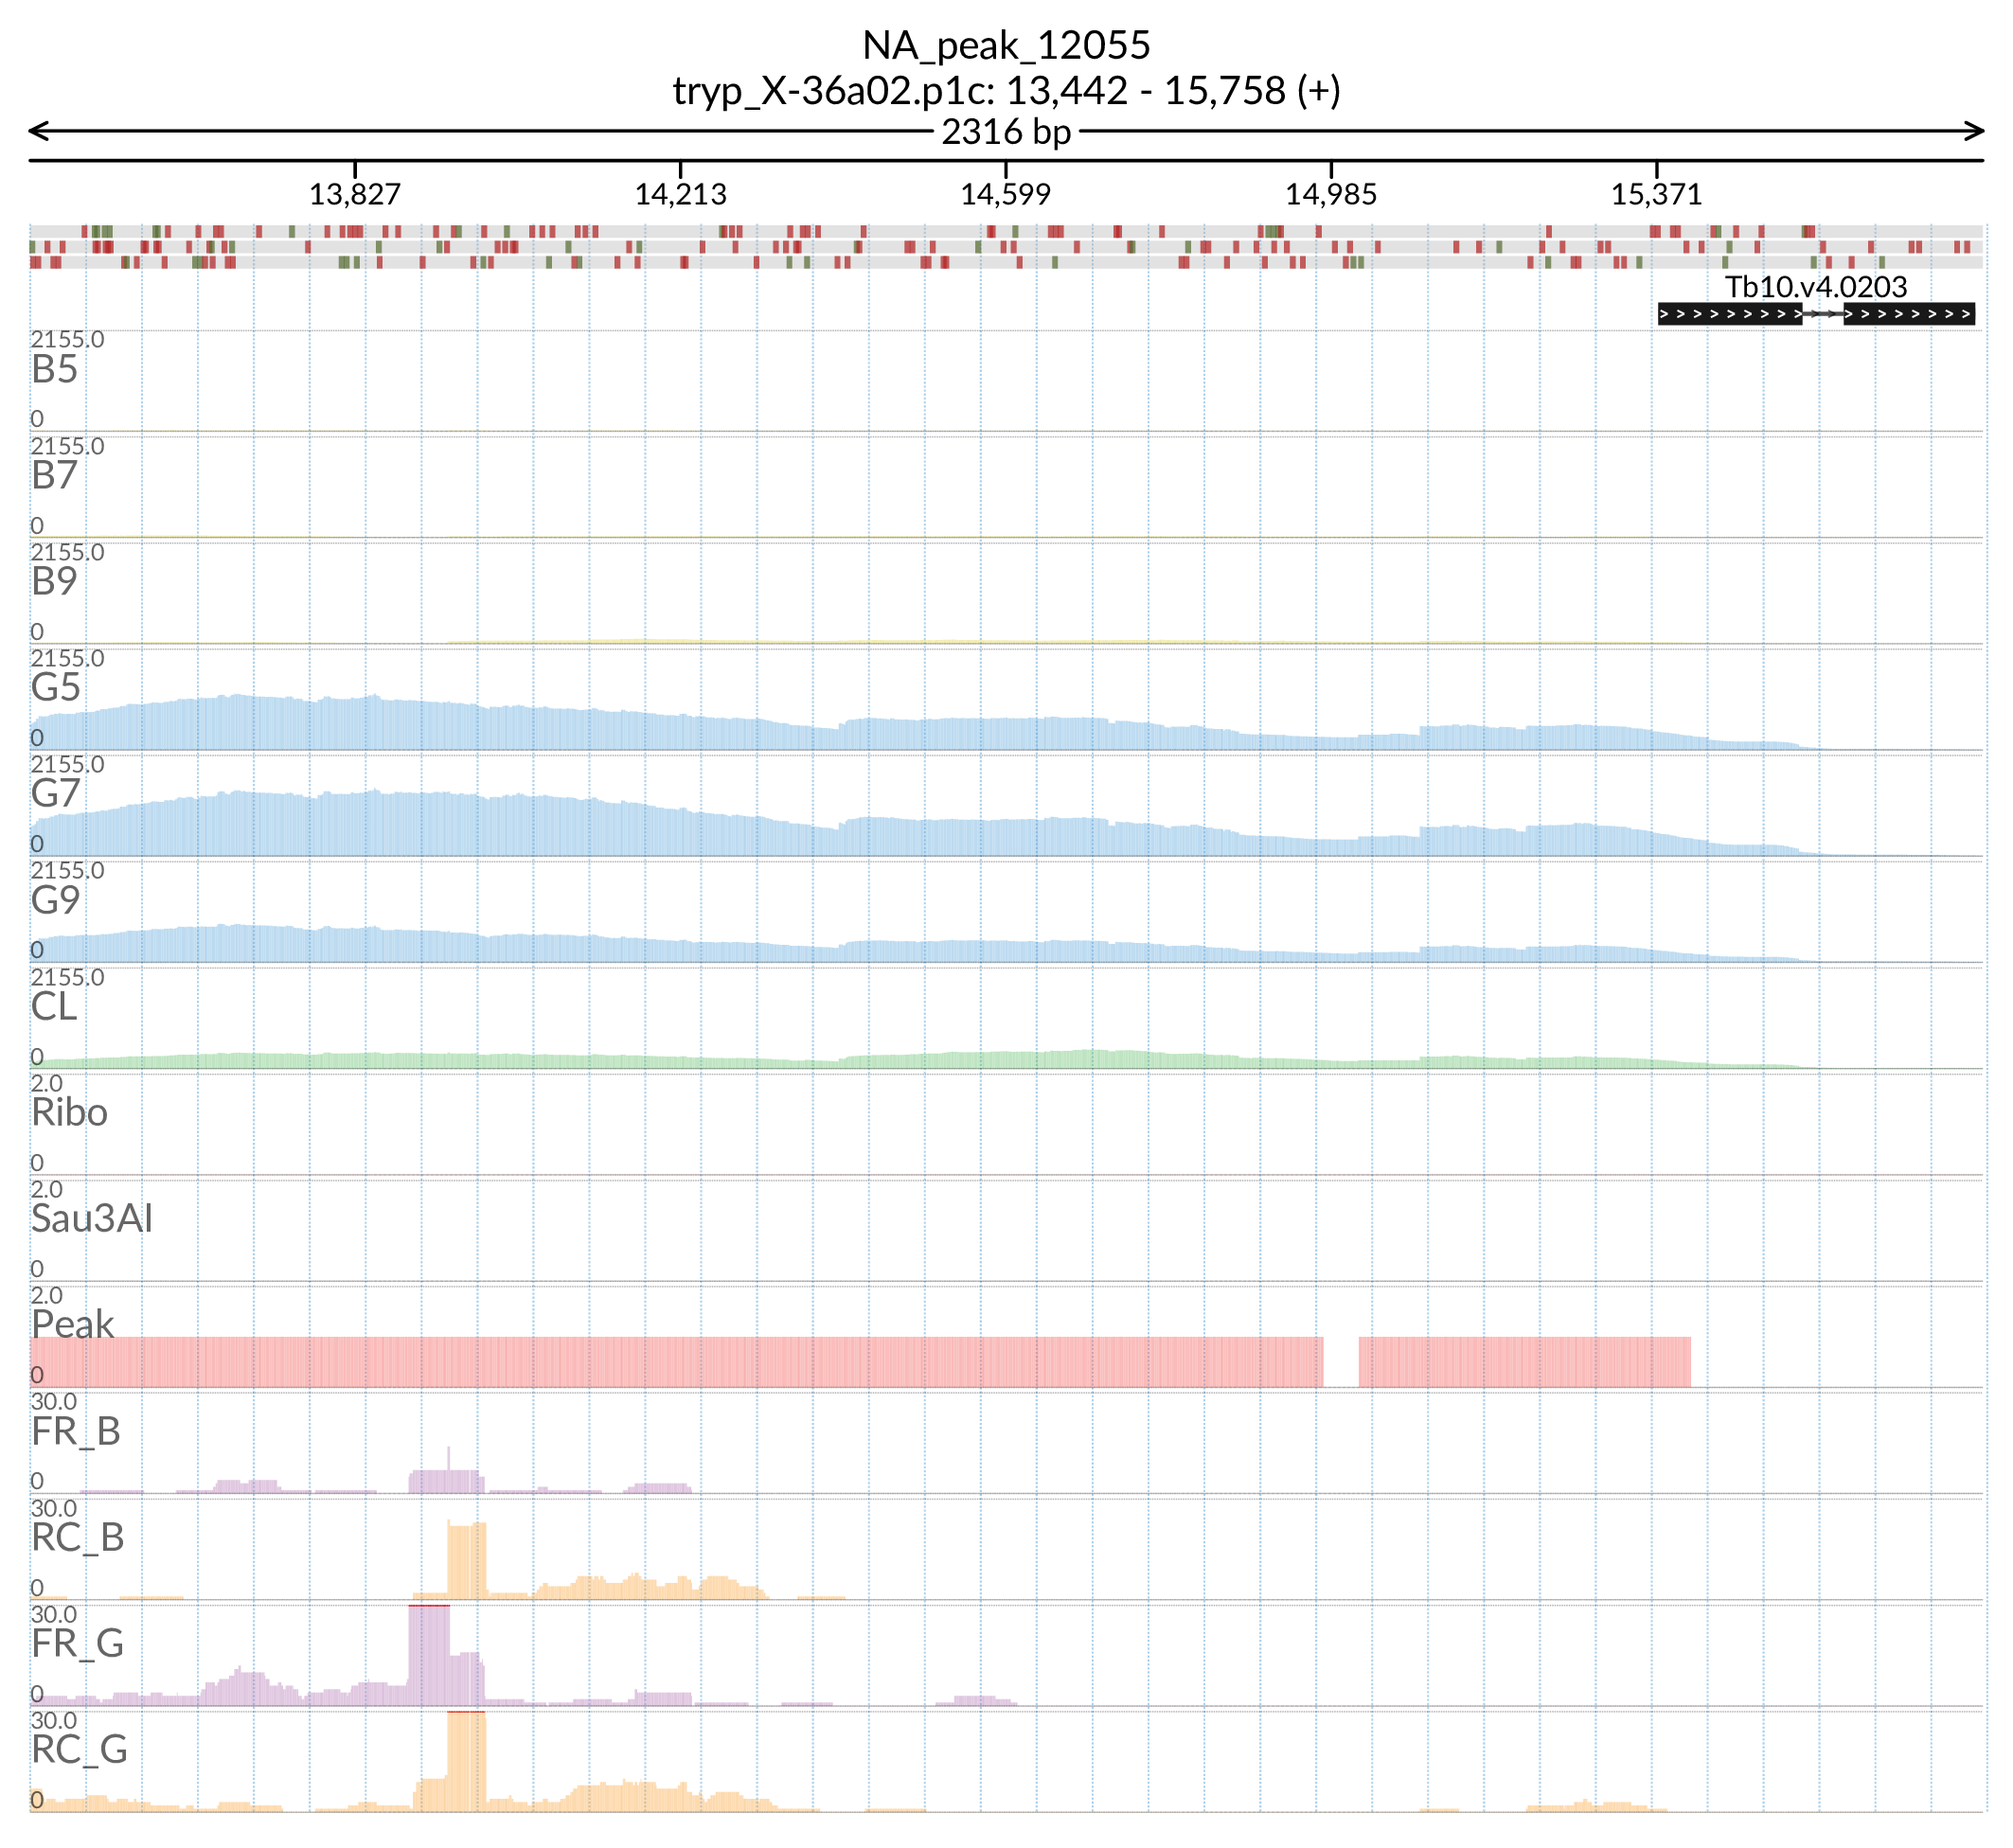 NA_peak_12055
tryp_X-36a02.p1c: 13,442 - 15,758 (+)
2316 bp
13,827 14,213 14,599 14,985 15,371
Tb10.v4.0203
2155.0
B5
0
2155.0
B7
0
2155.0
B9
0
2155.0
G5
0
2155.0
G7
0
2155.0
G9
0
2155.0
CL
0
2.0
Ribo
0
2.0
Sau3AI
0
2.0
Peak
0
30.0
FR_B
0
30.0
RC_B
0
30.0
FR_G
0
30.0
RC_G
0